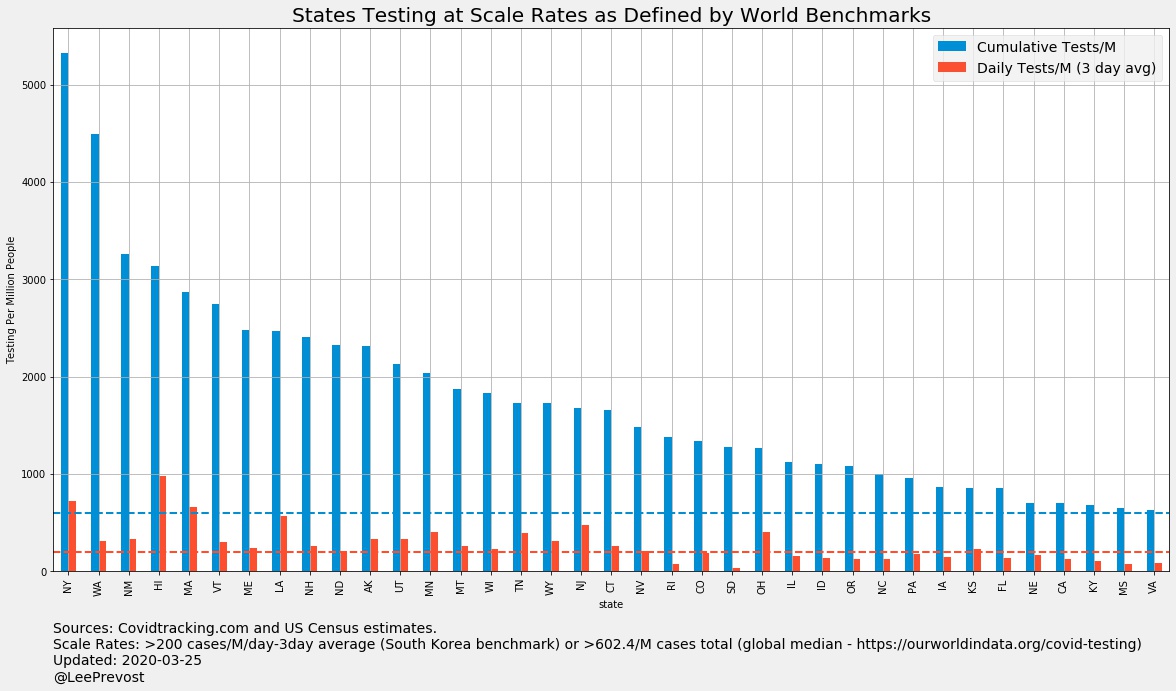 States Testing at Scale Rates as Defined by World Benchmarks
Cumulative Tests/M
Daily Tests/M (3 day avg)
Testing Per Million People
5000
4000
3000
2000
1000
0
NY WA NM HI MA VT ME LA NH ND AK UT MN MT WI TN WY NJ CT NV RI CO SD OH IL ID OR NC PA IA KS FL NE CA KY MS VA
state
Sources: Covidtracking.com and US Census estimates.
Scale Rates: >200 cases/M/day-3day average (South Korea benchmark) or >602.4/M cases total (global median - https://ourworldindata.org/covid-testing)
Updated: 2020-03-25
@LeePrevost